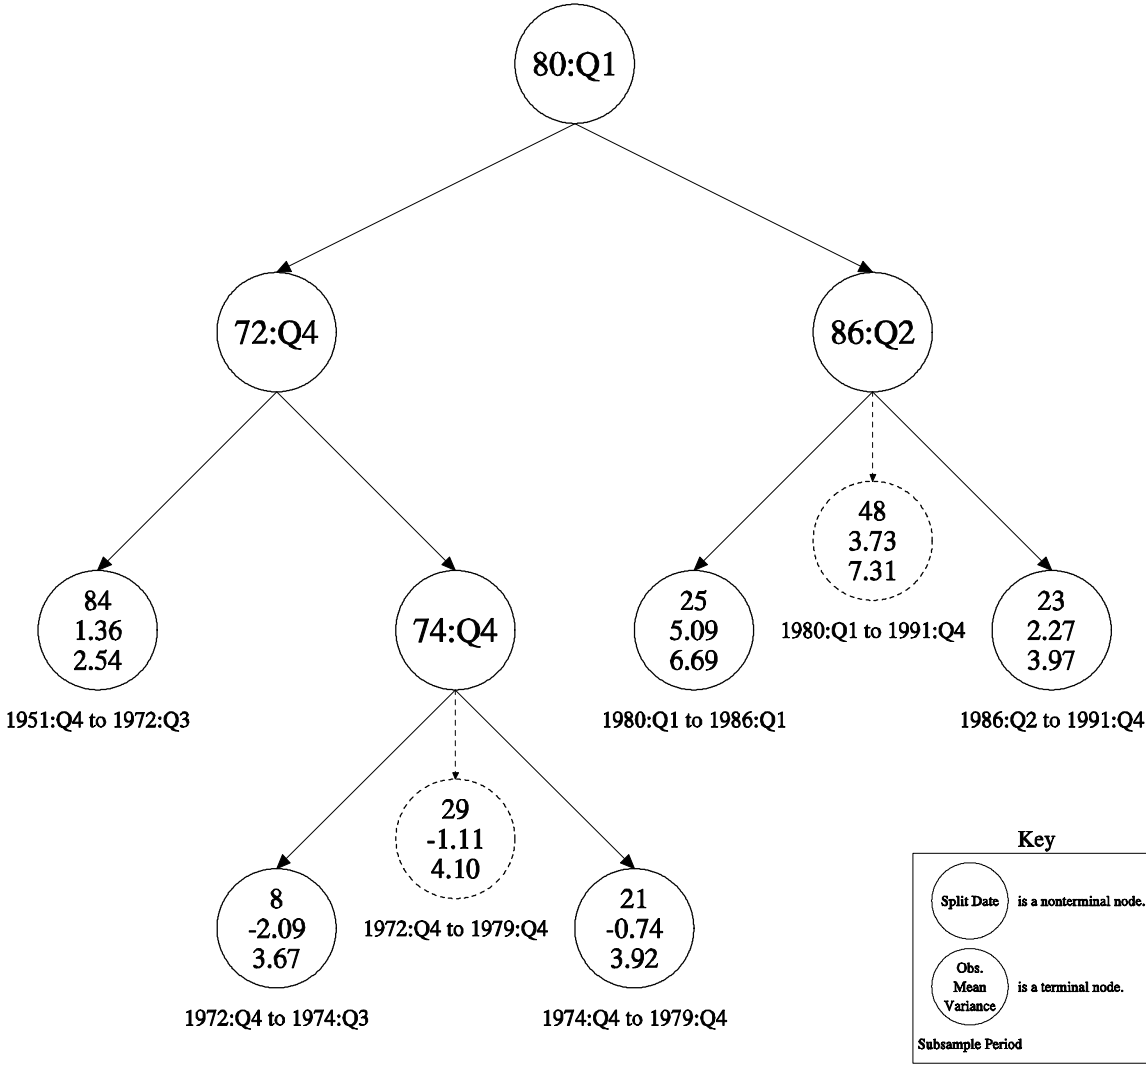 80:Q1
72:Q4
86:Q2
48
3.73
7.31
1980:Q1 to 1991:Q4
84
1.36
2.54
1951:Q4 to 1972:Q3
74:Q4
25
5.09
6.69
1980:Q1 to 1986:Q1
23
2.27
3.97
1986:Q2 to 1991:Q4
29
-1.11
4.10
1972:Q4 to 1979:Q4
8
-2.09
3.67
1972:Q4 to 1974:Q3
21
-0.74
3.92
1974:Q4 to 1979:Q4
Key
Split Date is a nonterminal node.
Obs.
Mean is a terminal node.
Variance
Subsample Period